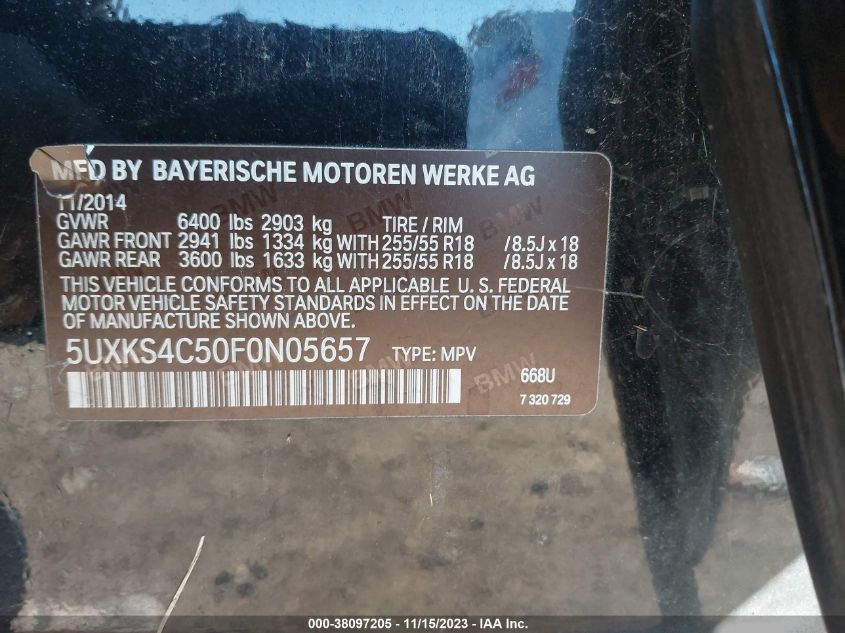 MFD BY BAYERISCHE MOTOREN WERKE AG
11/2014
GVWR 6400 lbs 2903 kg TIRE / RIM
GAWR FRONT 2941 lbs 1334 kg WITH 255/55 R18 /8.5J x 18
GAWR REAR 3600 lbs 1633 kg WITH 255/55 R18 /8.5J x 18
THIS VEHICLE CONFORMS TO ALL APPLICABLE U. S. FEDERAL
MOTOR VEHICLE SAFETY STANDARDS IN EFFECT ON THE DATE
OF MANUFACTURE SHOWN ABOVE.
5UXKS4C50F0N05657 TYPE: MPV
668U
7 320 729
000-38097205 - 11/15/2023 - IAA Inc.